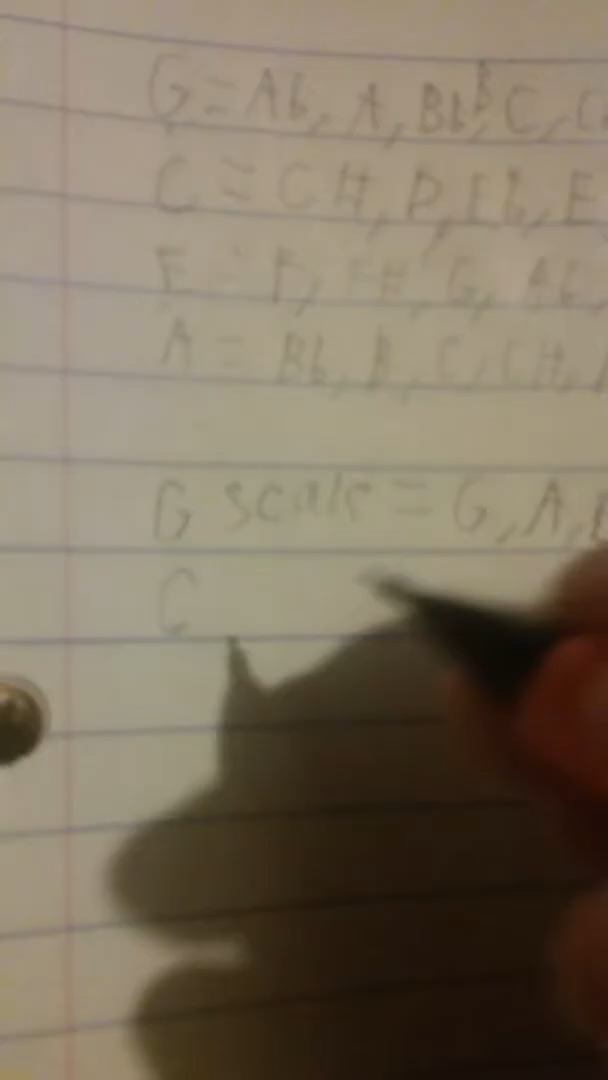 G = Ab, A, Bb, B, C, C
C = C#, D, Eb, E
E = F, F#, G, Ab,
A = Bb, B, C, C#,
G scale = G, A,
C